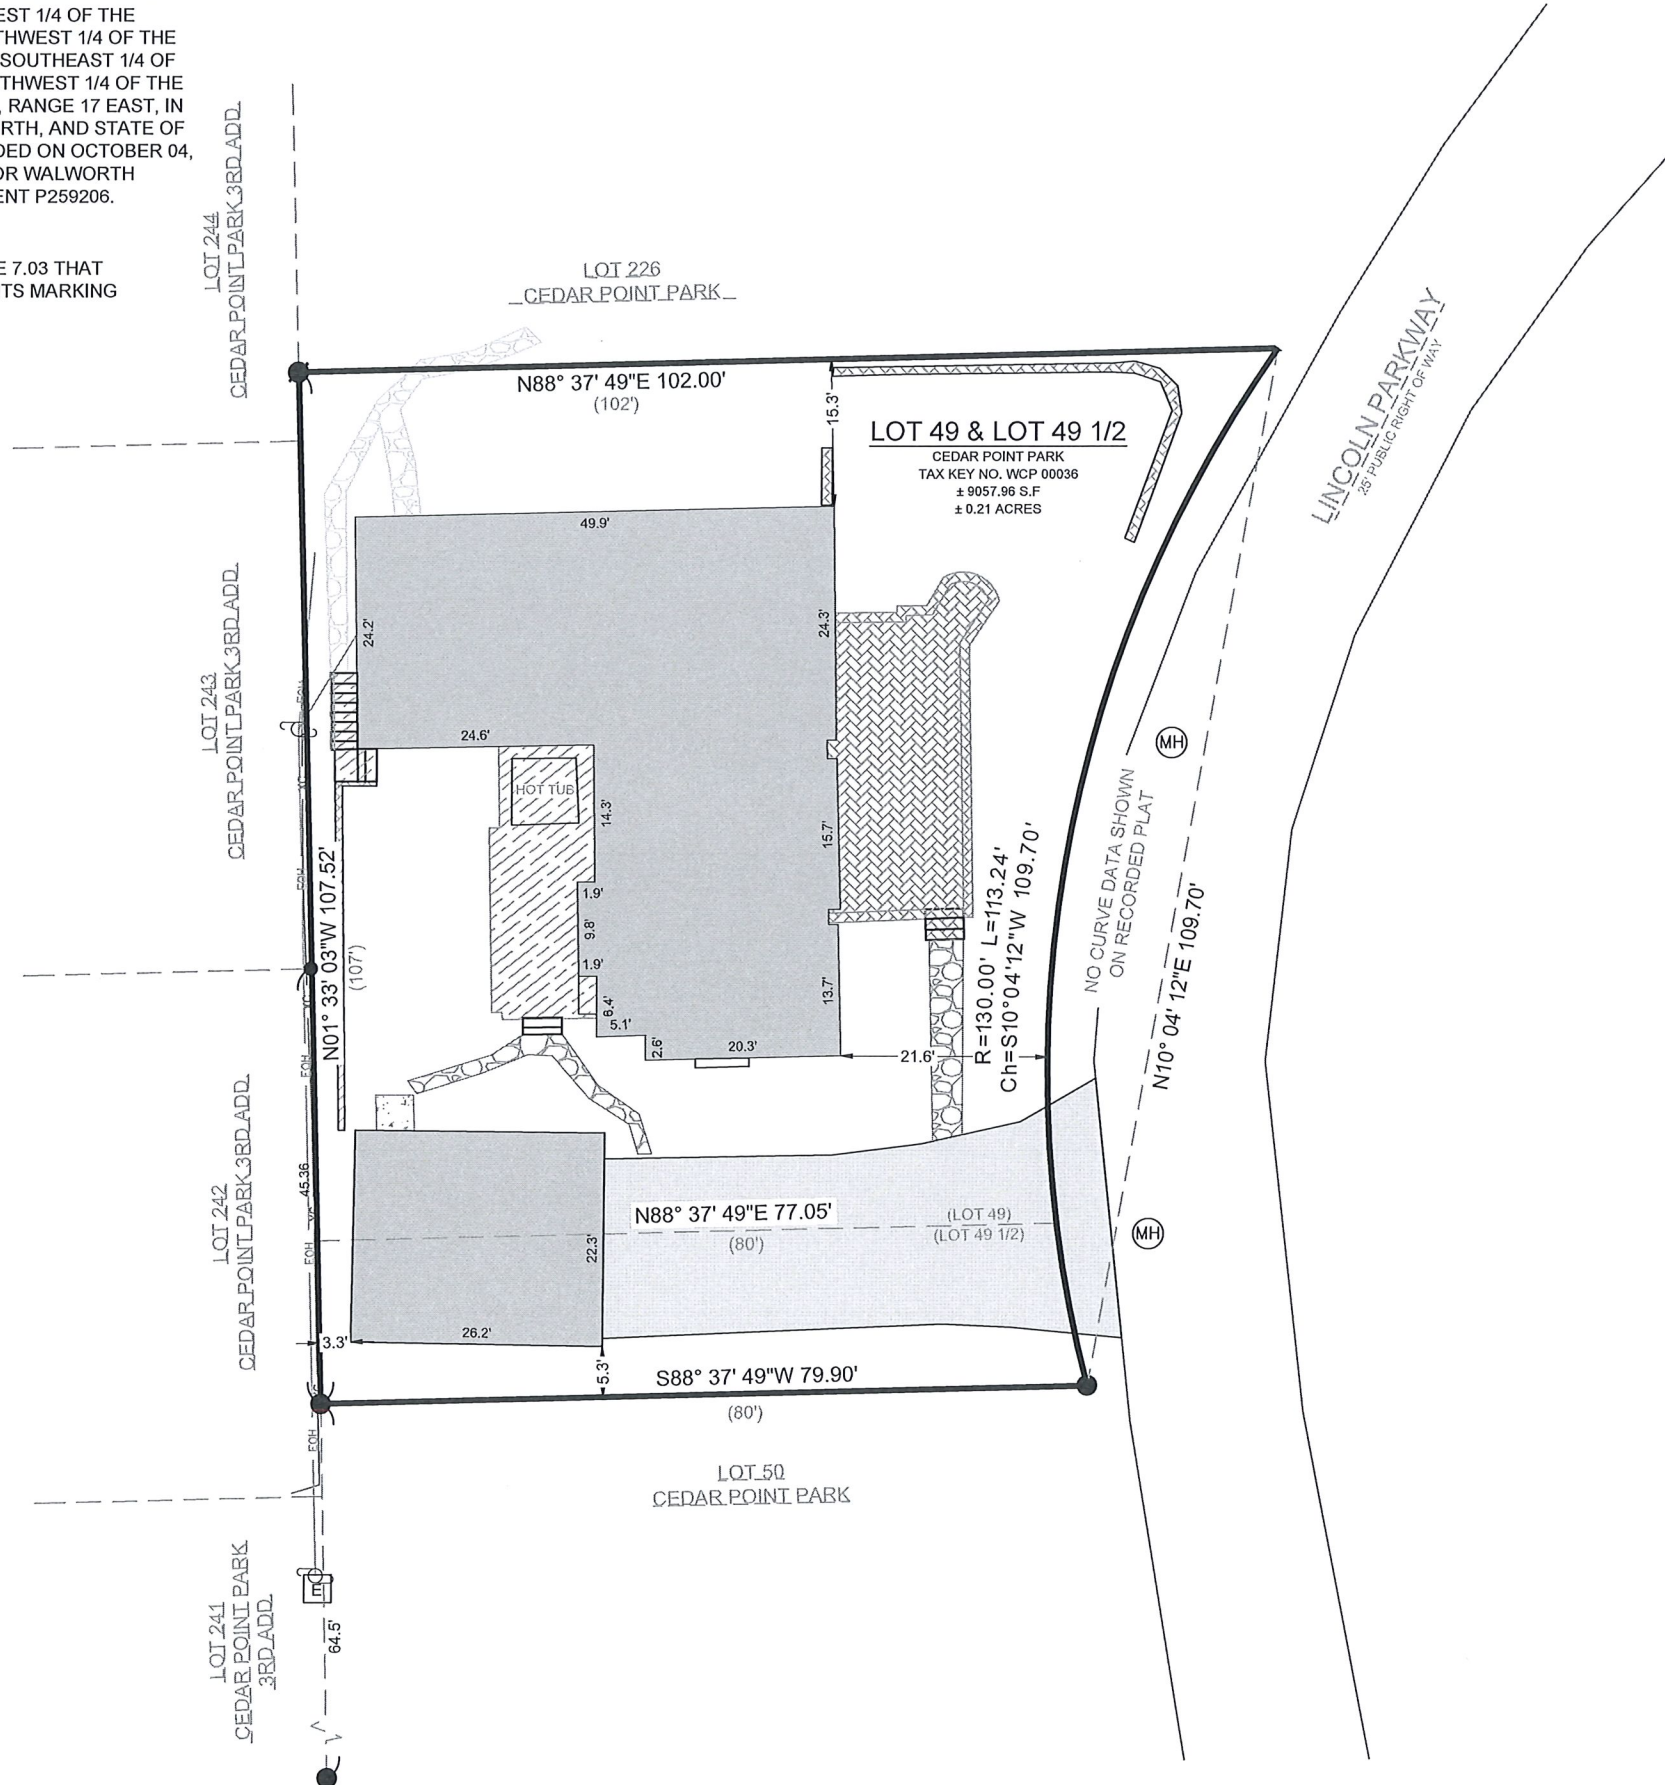 EST 1/4 OF THE
THWEST 1/4 OF THE
SOUTHEAST 1/4 OF
THWEST 1/4 OF THE
, RANGE 17 EAST, IN
RTH, AND STATE OF
DED ON OCTOBER 04,
OR WALWORTH
ENT P259206.
E 7.03 THAT
TS MARKING
LOT 244
CEDAR POINT PARK 3RD ADD.
LOT 226
CEDAR POINT PARK
N88° 37' 49"E 102.00'
(102')
15.3'
LOT 49 & LOT 49 1/2
CEDAR POINT PARK
TAX KEY NO. WCP 00036
± 9057.96 S.F
± 0.21 ACRES
LINCOLN PARKWAY
25' PUBLIC RIGHT OF WAY
49.9'
24.2'
24.3'
LOT 243
CEDAR POINT PARK 3RD ADD.
24.6'
HOT TUB
14.3'
15.7'
MH
1.9'
9.8'
1.9'
6.4'
5.1'
2.6'
20.3'
13.7'
21.6'
N01° 33' 03"W 107.52'
(107')
R=130.00' L=113.24'
Ch=S10°04'12"W 109.70'
NO CURVE DATA SHOWN
ON RECORDED PLAT
N10° 04' 12"E 109.70'
EOH
EOH
EOH
LOT 242
CEDAR POINT PARK 3RD ADD.
45.36
EOH
22.3'
N88° 37' 49"E 77.05'
(80')
(LOT 49)
(LOT 49 1/2)
MH
3.3'
26.2'
5.3'
S88° 37' 49"W 79.90'
(80')
EOH
LOT 50
CEDAR POINT PARK
LOT 241
CEDAR POINT PARK
3RD ADD.
E
64.5'